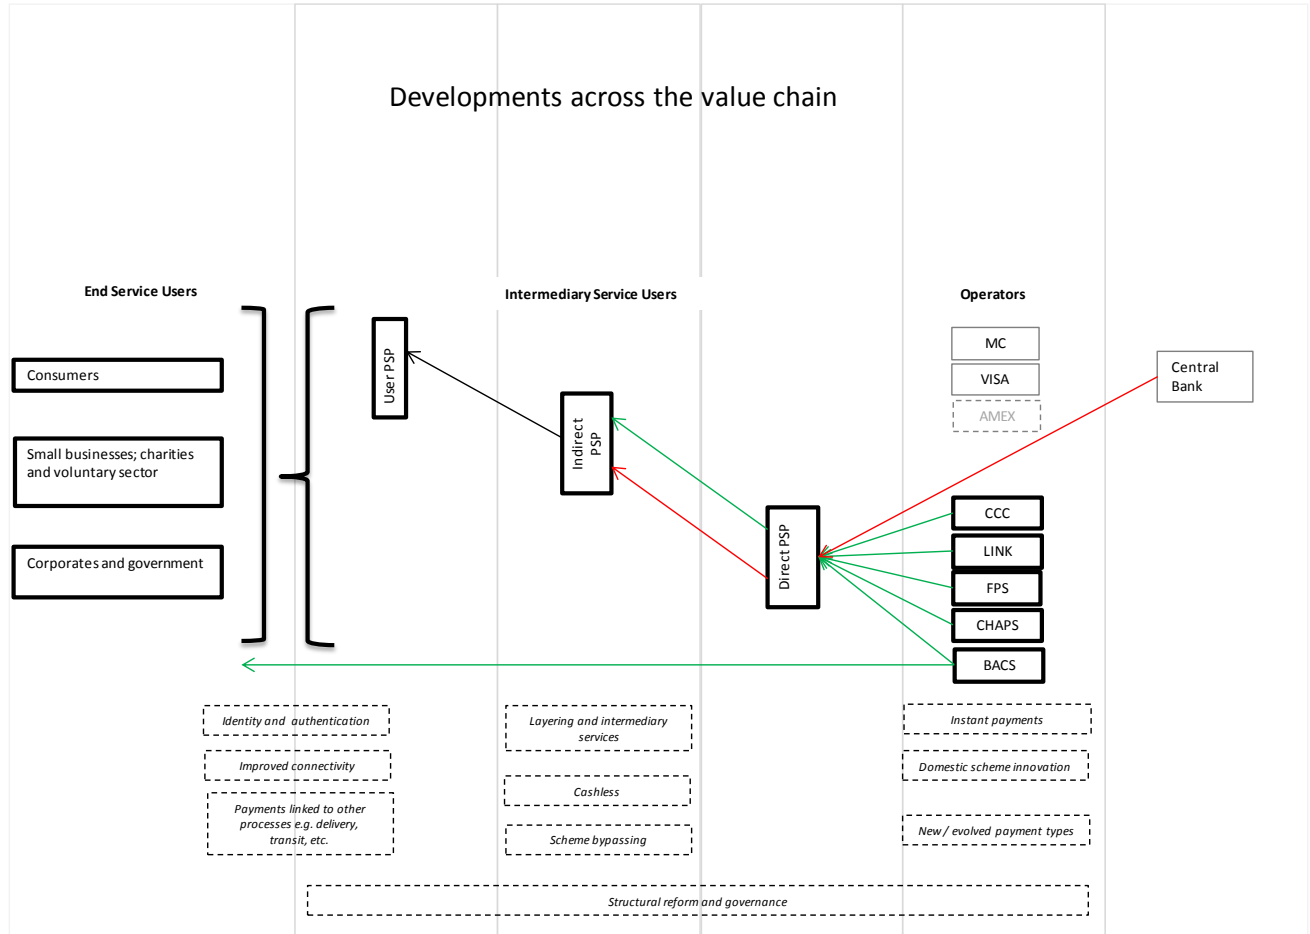 Developments across the value chain
End Service Users
Intermediary Service Users
Operators
Consumers
Small businesses; charities
and voluntary sector
Corporates and government
User PSP
Indirect
PSP
Direct PSP
MC
VISA
AMEX
Central
Bank
CCC
LINK
FPS
CHAPS
BACS
Identity and authentication
Improved connectivity
Payments linked to other
processes e.g. delivery,
transit, etc.
Layering and intermediary
services
Cashless
Scheme bypassing
Instant payments
Domestic scheme innovation
New / evolved payment types
Structural reform and governance